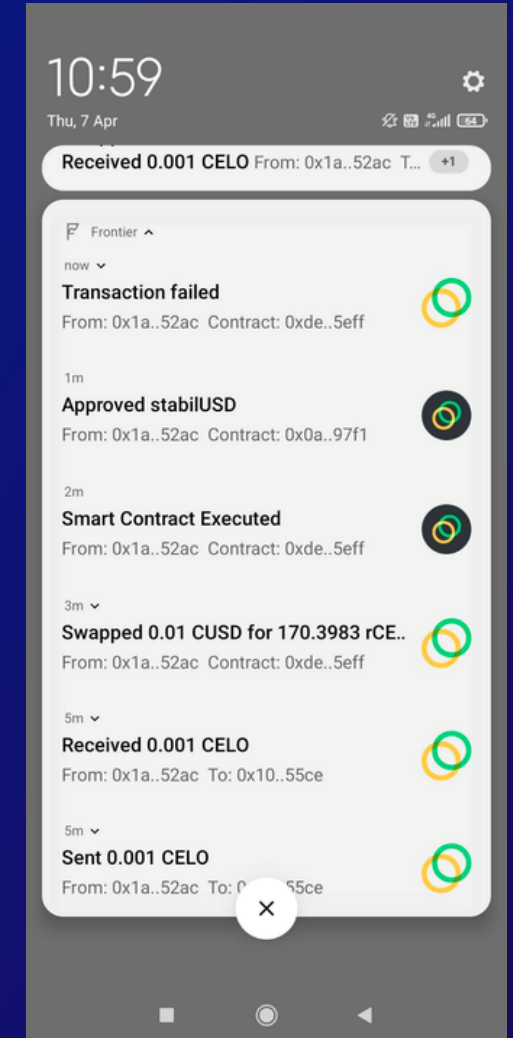 10:59
Thu, 7 Apr
4G
64
Received 0.001 CELO From: 0x1a..52ac T... +1
Frontier
now
Transaction failed
From: 0x1a..52ac Contract: 0xde..5eff
1m
Approved stabilUSD
From: 0x1a..52ac Contract: 0x0a..97f1
2m
Smart Contract Executed
From: 0x1a..52ac Contract: 0xde..5eff
3m
Swapped 0.01 CUSD for 170.3983 rCE..
From: 0x1a..52ac Contract: 0xde..5eff
5m
Received 0.001 CELO
From: 0x1a..52ac To: 0x10..55ce
5m
Sent 0.001 CELO
From: 0x1a..52ac To: 55ce